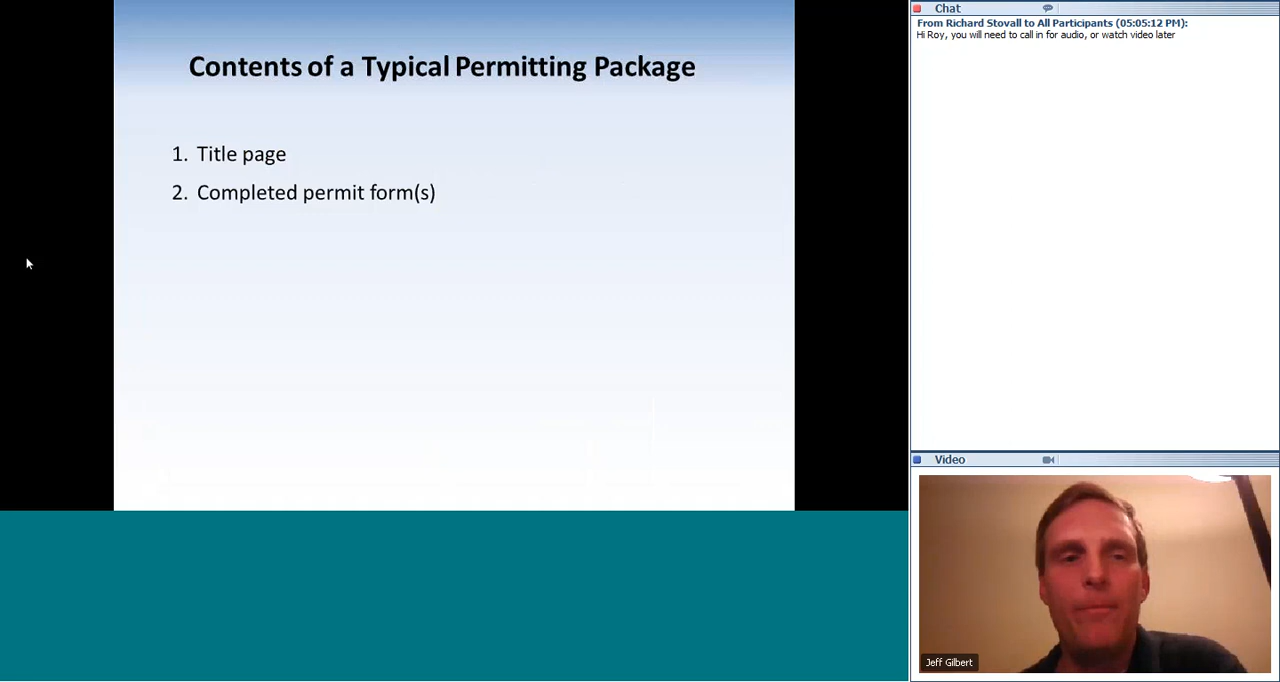 Contents of a Typical Permitting Package
1. Title page
2. Completed permit form(s)
Chat
From Richard Stovall to All Participants (05:05:12 PM):
Hi Roy, you will need to call in for audio, or watch video later
Video
Jeff Gilbert